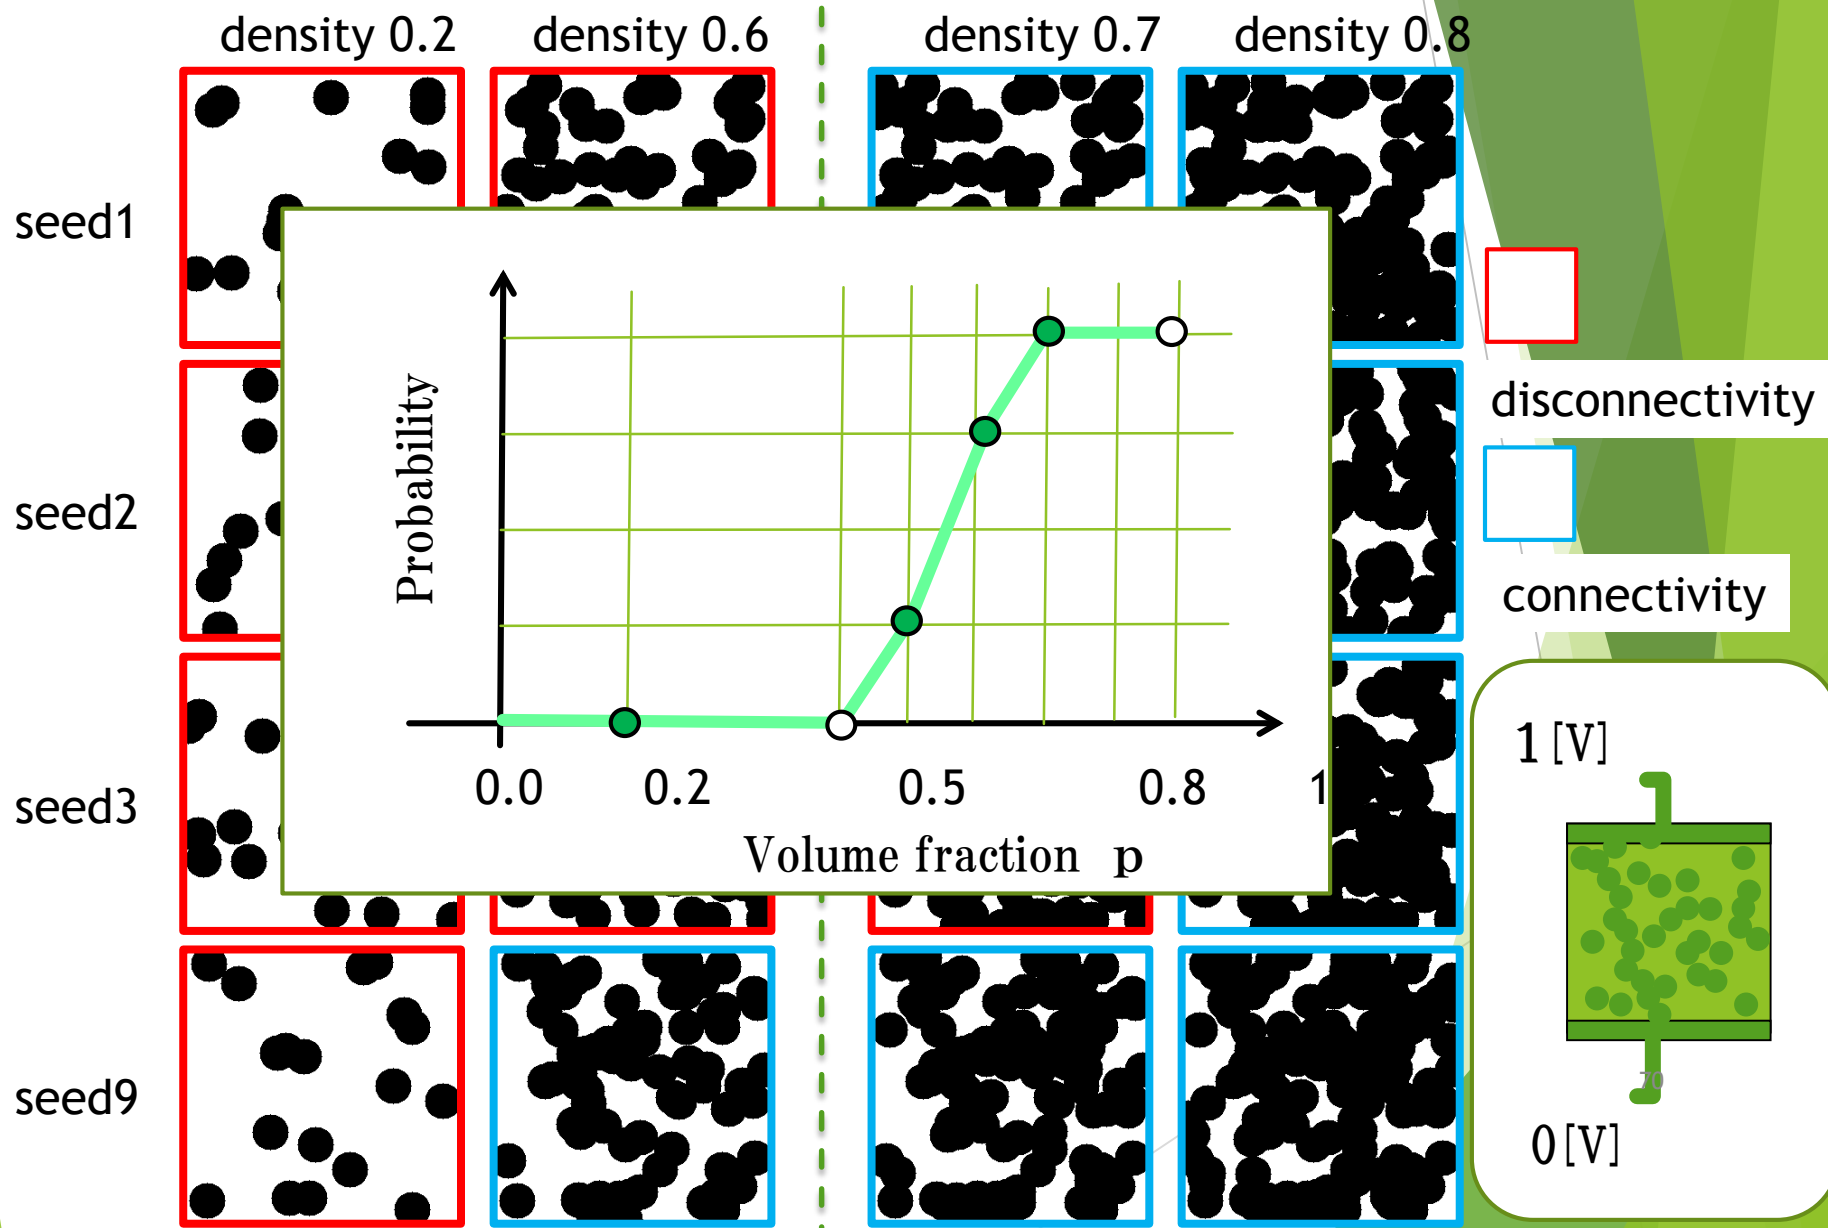 density 0.2
density 0.6
density 0.7
density 0.8
seed1
seed2
seed3
seed9
Probability
0.0 0.2 0.5 0.8 1
Volume fraction p
disconnectivity
connectivity
1 [V]
70
0 [V]